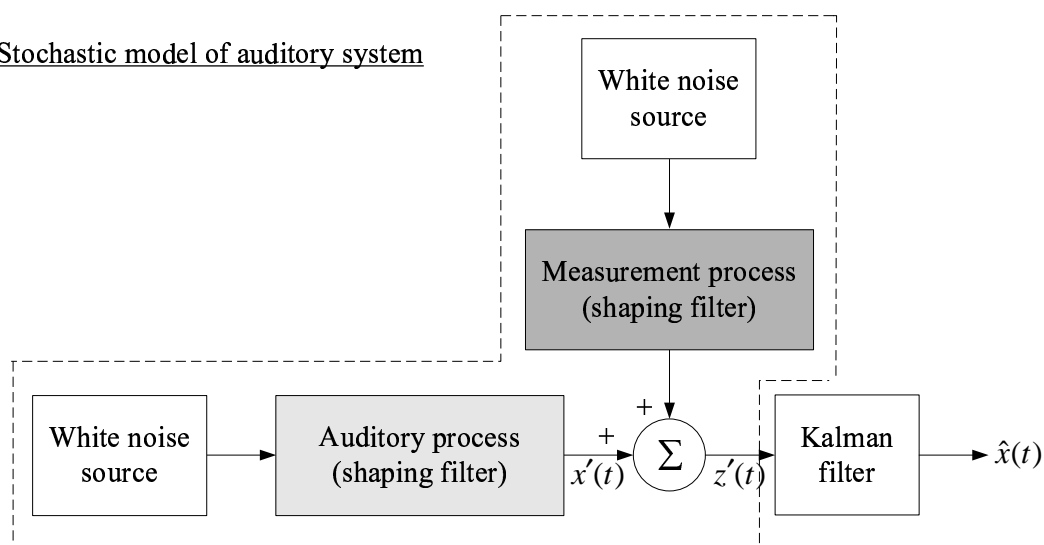 Stochastic model of auditory system
White noise
source
Measurement process
(shaping filter)
White noise
source
Auditory process
(shaping filter)
+
+
x′(t)
Σ
z′(t)
Kalman
filter
x̂(t)